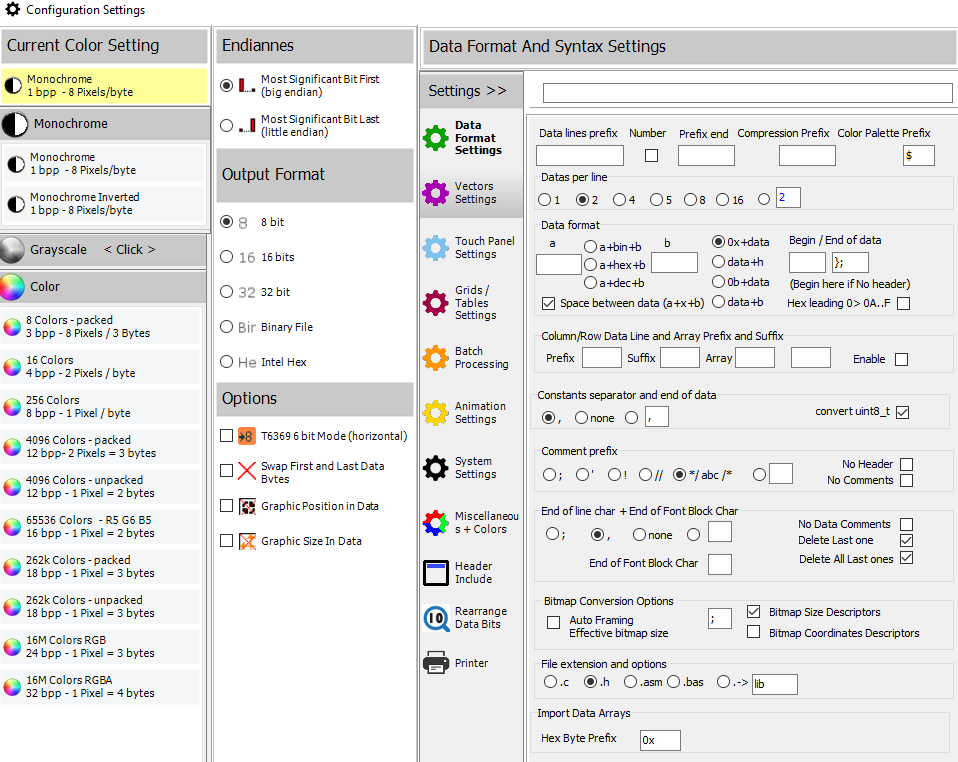 Configuration Settings
Current Color Setting
Monochrome
1 bpp - 8 Pixels/byte
Monochrome
Monochrome
1 bpp - 8 Pixels/byte
Monochrome Inverted
1 bpp - 8 Pixels/byte
Grayscale < Click >
Color
8 Colors - packed
3 bpp - 8 Pixels / 3 Bytes
16 Colors
4 bpp - 2 Pixels / byte
256 Colors
8 bpp - 1 Pixel / byte
4096 Colors - packed
12 bpp- 2 Pixels = 3 bytes
4096 Colors - unpacked
12 bpp - 1 Pixel = 2 bytes
65536 Colors - R5 G6 B5
16 bpp - 1 Pixel = 2 bytes
262k Colors - packed
18 bpp - 1 Pixel = 3 bytes
262k Colors - unpacked
18 bpp - 1 Pixel = 3 bytes
16M Colors RGB
24 bpp - 1 Pixel = 3 bytes
16M Colors RGBA
32 bpp - 1 Pixel = 4 bytes
Endiannes
Most Significant Bit First
(big endian)
Most Significant Bit Last
(little endian)
Output Format
8 8 bit
16 16 bits
32 32 bit
Bir Binary File
He Intel Hex
Options
→8 T6369 6 bit Mode (horizontal)
Swap First and Last Data
Bytes
Graphic Position in Data
Graphic Size In Data
Data Format And Syntax Settings
Settings >>
Data
Format
Settings
Vectors
Settings
Touch Panel
Settings
Grids /
Tables
Settings
Batch
Processing
Animation
Settings
System
Settings
Miscellaneou
s + Colors
Header
Include
Rearrange
Data Bits
Printer
Data lines prefix Number Prefix end Compression Prefix Color Palette Prefix
$
Datas per line
1 2 4 5 8 16 2
Data format
a b
a+bin+b
a+hex+b
a+dec+b
0x+data
data+h
0b+data
data+b
Begin / End of data
};
(Begin here if No header)
Space between data (a+x+b)
Hex leading 0> 0A..F
Column/Row Data Line and Array Prefix and Suffix
Prefix Suffix Array Enable
Constants separator and end of data
, none ,
convert uint8_t
Comment prefix
; ' ! // */ abc /*
No Header
No Comments
End of line char + End of Font Block Char
; , none
End of Font Block Char
No Data Comments
Delete Last one
Delete All Last ones
Bitmap Conversion Options
Auto Framing
Effective bitmap size
;
Bitmap Size Descriptors
Bitmap Coordinates Descriptors
File extension and options
.c .h .asm .bas .-> lib
Import Data Arrays
Hex Byte Prefix 0x